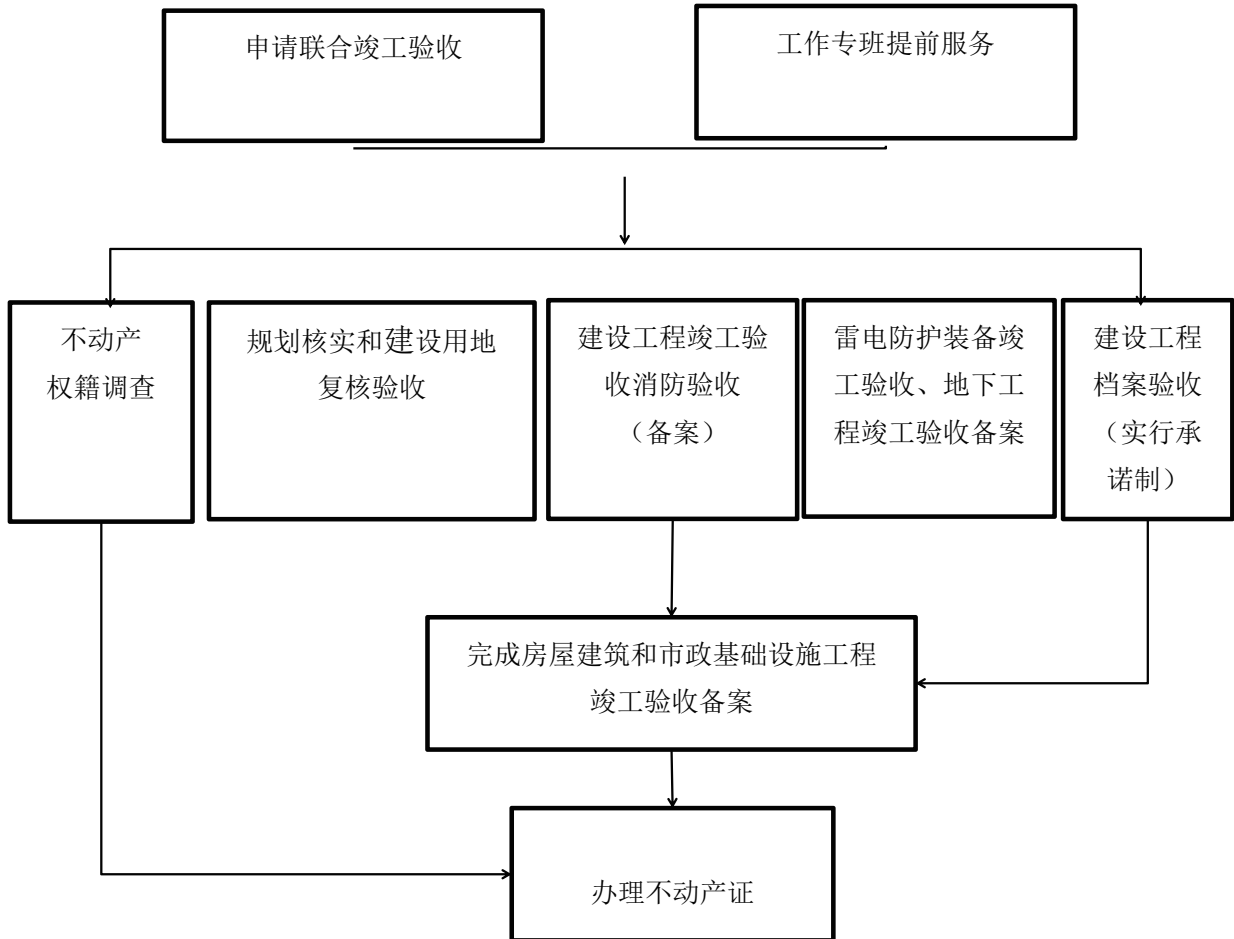 申请联合竣工验收
工作专班提前服务
不动产
权籍调查
规划核实和建设用地
复核验收
建设工程竣工验
收消防验收
（备案）
雷电防护装备竣
工验收、地下工
程竣工验收备案
建设工程
档案验收
（实行承
诺制）
完成房屋建筑和市政基础设施工程
竣工验收备案
办理不动产证